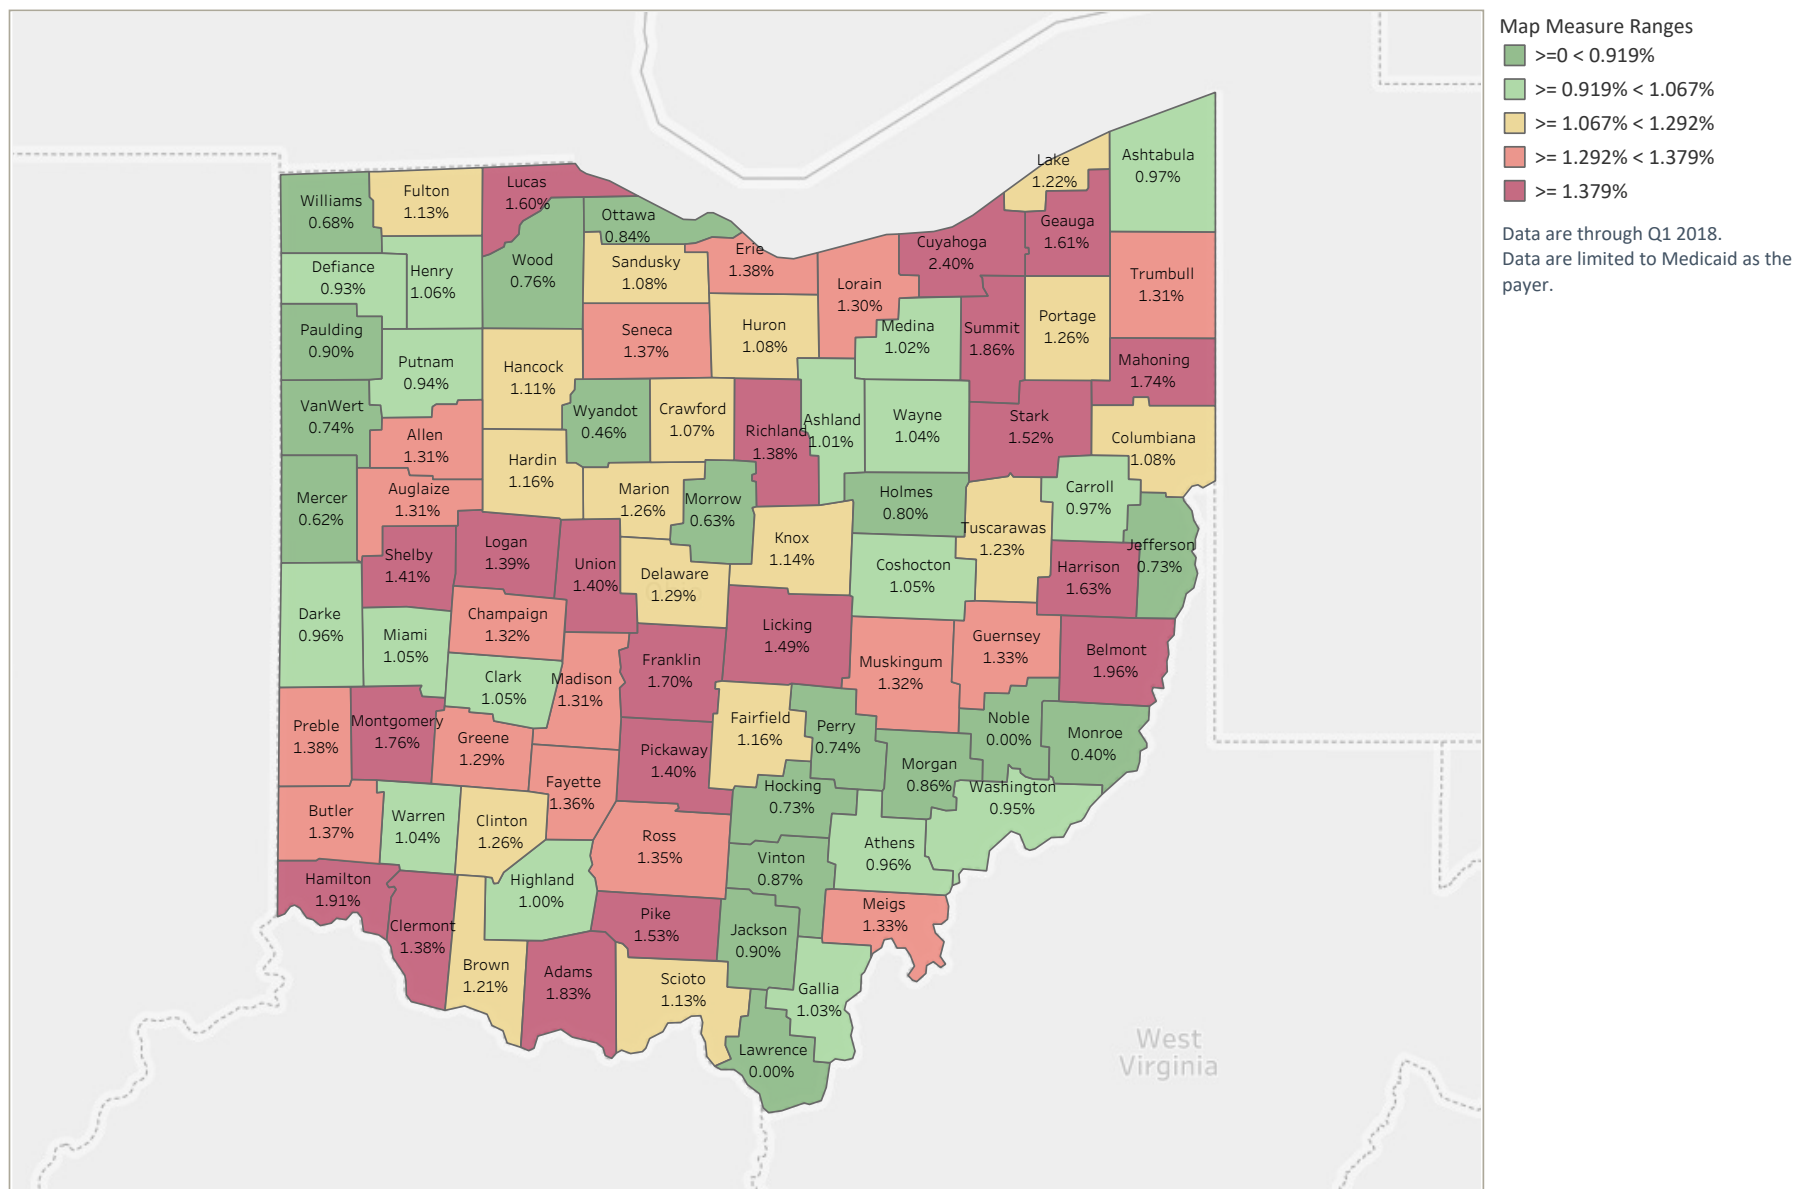 Map Measure Ranges
>=0 < 0.919%
>= 0.919% < 1.067%
>= 1.067% < 1.292%
>= 1.292% < 1.379%
>= 1.379%
Data are through Q1 2018.
Data are limited to Medicaid as the
payer.
Williams
0.68%
Fulton
1.13%
Lucas
1.60%
Ottawa
0.84%
Wood
0.76%
Defiance
0.93%
Henry
1.06%
Sandusky
1.08%
Erie
1.38%
Lorain
1.30%
Cuyahoga
2.40%
Lake
1.22%
Geauga
1.61%
Ashtabula
0.97%
Trumbull
1.31%
Paulding
0.90%
Putnam
0.94%
Hancock
1.11%
Seneca
1.37%
Huron
1.08%
Medina
1.02%
Summit
1.86%
Portage
1.26%
Mahoning
1.74%
VanWert
0.74%
Allen
1.31%
Wyandot
0.46%
Crawford
1.07%
Richland
1.38%
Ashland
1.01%
Wayne
1.04%
Stark
1.52%
Columbiana
1.08%
Mercer
0.62%
Auglaize
1.31%
Hardin
1.16%
Marion
1.26%
Morrow
0.63%
Knox
1.14%
Holmes
0.80%
Tuscarawas
1.23%
Carroll
0.97%
Jefferson
0.73%
Shelby
1.41%
Logan
1.39%
Union
1.40%
Delaware
1.29%
Coshocton
1.05%
Harrison
1.63%
Darke
0.96%
Miami
1.05%
Champaign
1.32%
Licking
1.49%
Muskingum
1.32%
Guernsey
1.33%
Belmont
1.96%
Clark
1.05%
Madison
1.31%
Franklin
1.70%
Preble
1.38%
Montgomery
1.76%
Greene
1.29%
Fayette
1.36%
Pickaway
1.40%
Fairfield
1.16%
Perry
0.74%
Noble
0.00%
Monroe
0.40%
Morgan
0.86%
Washington
0.95%
Butler
1.37%
Warren
1.04%
Clinton
1.26%
Ross
1.35%
Hocking
0.73%
Athens
0.96%
Hamilton
1.91%
Clermont
1.38%
Highland
1.00%
Vinton
0.87%
Meigs
1.33%
Brown
1.21%
Adams
1.83%
Pike
1.53%
Jackson
0.90%
Scioto
1.13%
Gallia
1.03%
Lawrence
0.00%
West
Virginia